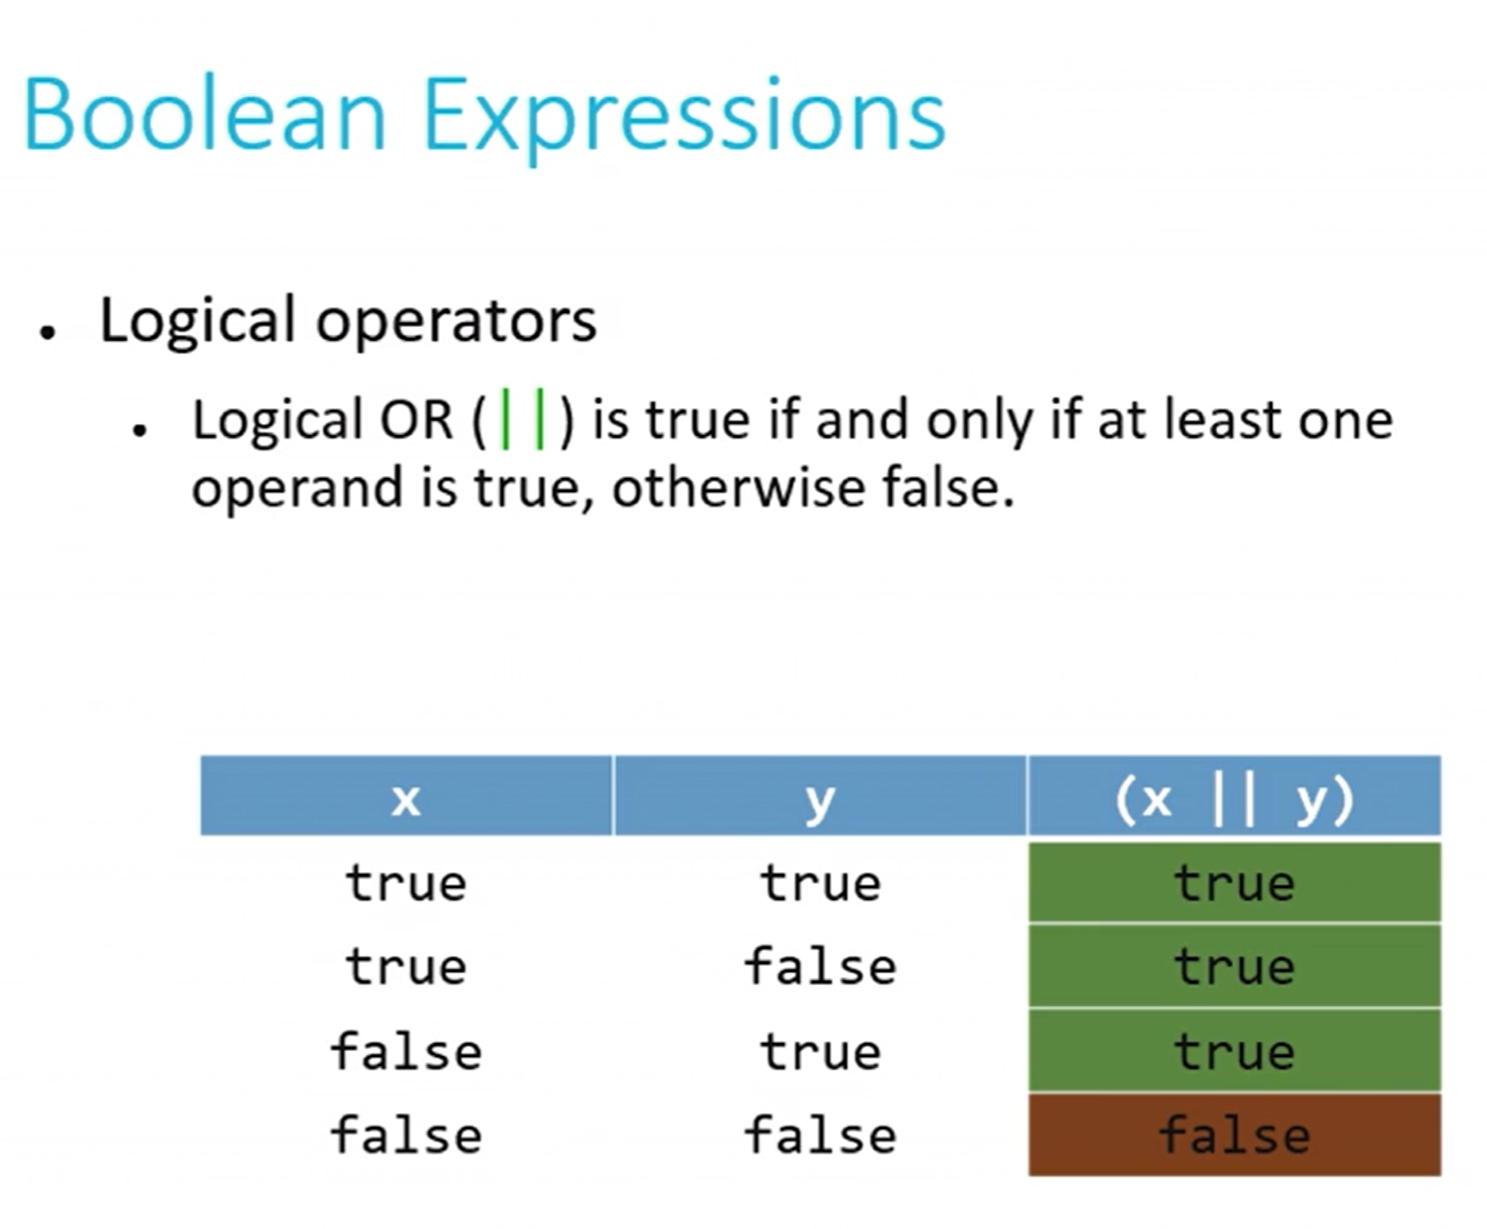 Boolean Expressions
• Logical operators
• Logical OR (||) is true if and only if at least one
operand is true, otherwise false.
x y (x || y)
true true true
true false true
false true true
false false false